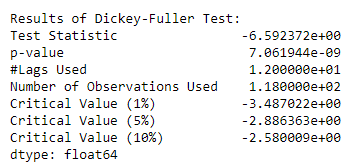 Results of Dickey-Fuller Test:
Test Statistic -6.592372e+00
p-value 7.061944e-09
#Lags Used 1.200000e+01
Number of Observations Used 1.180000e+02
Critical Value (1%) -3.487022e+00
Critical Value (5%) -2.886363e+00
Critical Value (10%) -2.580009e+00
dtype: float64